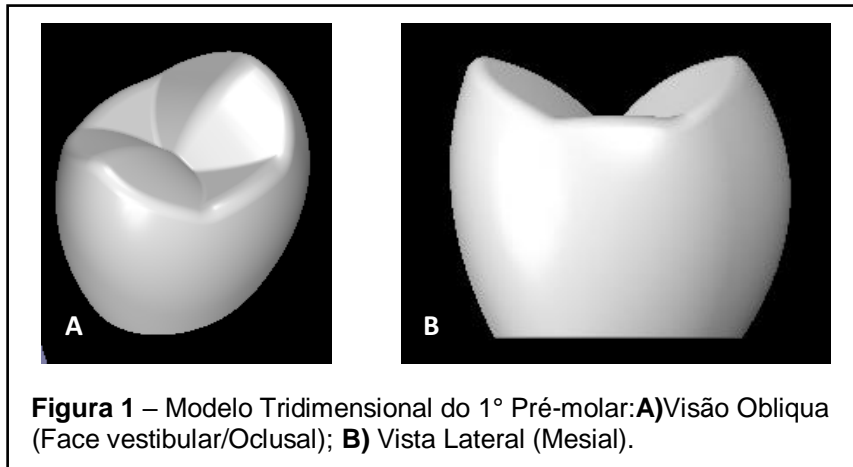 A
B
Figura 1 – Modelo Tridimensional do 1° Pré-molar:A)Visão Obliqua
(Face vestibular/Oclusal); B) Vista Lateral (Mesial).